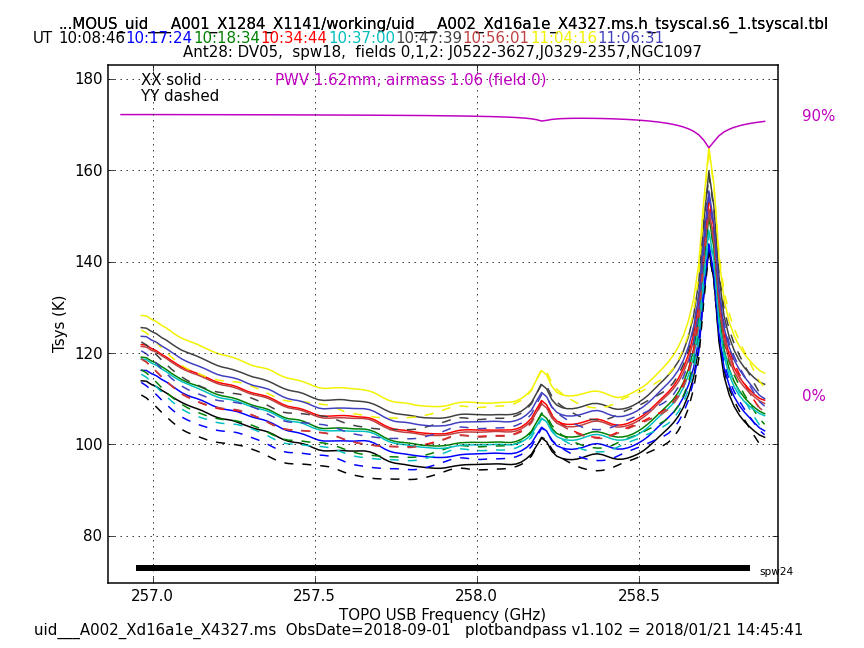 ...MOUS_uid___A001_X1284_X1141/working/uid___A002_Xd16a1e_X4327.ms.h_tsyscal.s6_1.tsyscal.tbl
UT 10:08:46 10:17:24 10:18:34 10:34:44 10:37:00 10:47:39 10:56:01 11:04:16 11:06:31
Ant28: DV05, spw18, fields 0,1,2: J0522-3627,J0329-2357,NGC1097
XX solid
YY dashed
PWV 1.62mm, airmass 1.06 (field 0)
180
160
140
120
100
80
Tsys (K)
90%
0%
spw24
257.0 257.5 258.0 258.5
TOPO USB Frequency (GHz)
uid___A002_Xd16a1e_X4327.ms ObsDate=2018-09-01 plotbandpass v1.102 = 2018/01/21 14:45:41